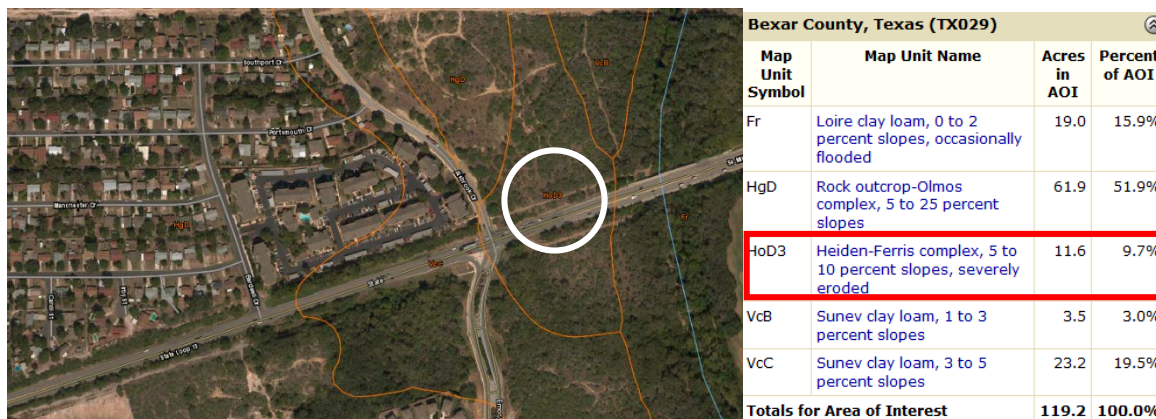 Southport Dr
HgD
VcB
Portsmouth Dr
HoD3
Manchester Dr
Fr
VcC
State
State Loop 13
Bexar County, Texas (TX029)
Map Unit Symbol
Map Unit Name
Acres in AOI
Percent of AOI
Fr
Loire clay loam, 0 to 2
percent slopes, occasionally
flooded
19.0
15.9%
HgD
Rock outcrop-Olmos
complex, 5 to 25 percent
slopes
61.9
51.9%
HoD3
Heiden-Ferris complex, 5 to
10 percent slopes, severely
eroded
11.6
9.7%
VcB
Sunev clay loam, 1 to 3
percent slopes
3.5
3.0%
VcC
Sunev clay loam, 3 to 5
percent slopes
23.2
19.5%
Totals for Area of Interest
119.2
100.0%